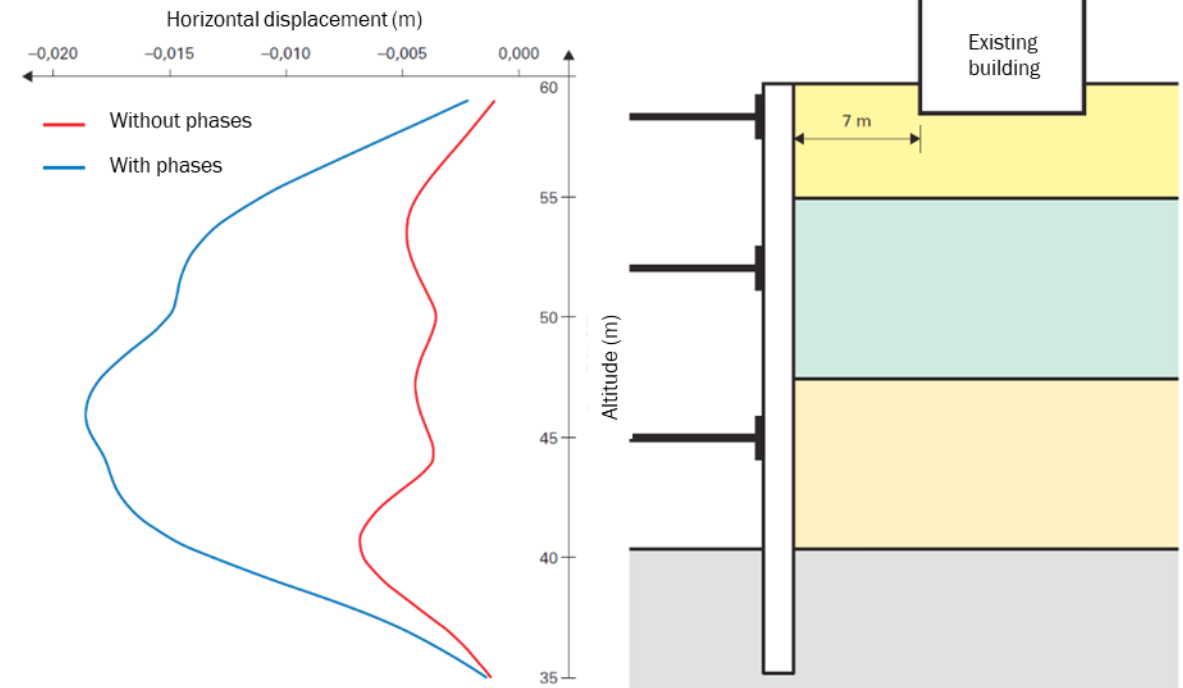 Horizontal displacement (m)
–0,020 –0,015 –0,010 –0,005 0,000
60
Without phases
With phases
55
50
Altitude (m)
45
40
35
Existing
building
7 m